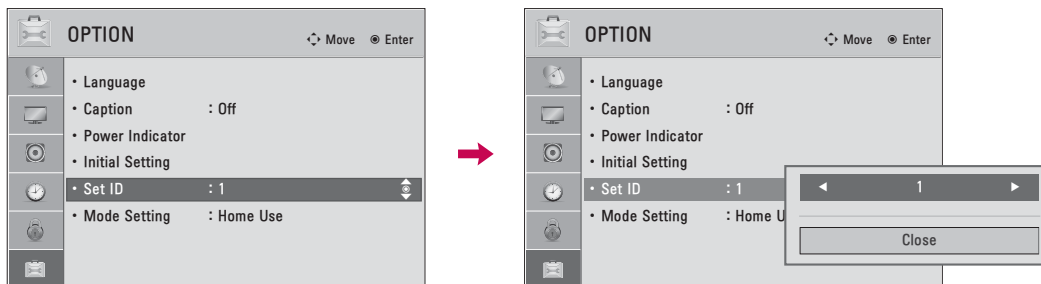 OPTION
Move Enter
• Language
• Caption : Off
• Power Indicator
• Initial Setting
• Set ID : 1
• Mode Setting : Home Use
OPTION
Move Enter
• Language
• Caption : Off
• Power Indicator
• Initial Setting
• Set ID : 1
• Mode Setting : Home U
◀ 1 ▶
Close